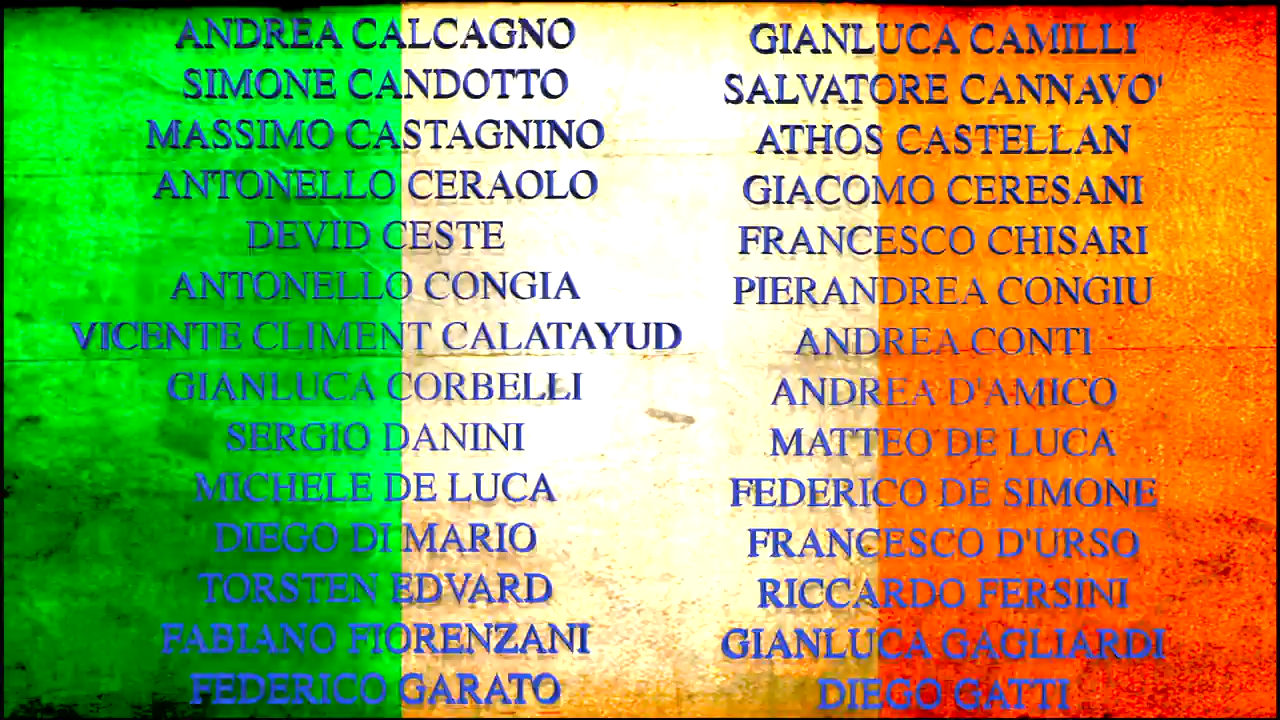 ANDREA CALCAGNO
SIMONE CANDOTTO
MASSIMO CASTAGNINO
ANTONELLO CERAOLO
DEVID CESTE
ANTONELLO CONGIA
VICENTE CLIMENT CALATAYUD
GIANLUCA CORBELLI
SERGIO DANINI
MICHELE DE LUCA
DIEGO DI MARIO
TORSTEN EDVARD
FABIANO FIORENZANI
FEDERICO GARATO
GIANLUCA CAMILLI
SALVATORE CANNAVO'
ATHOS CASTELLAN
GIACOMO CERESANI
FRANCESCO CHISARI
PIERANDREA CONGIU
ANDREA CONTI
ANDREA D'AMICO
MATTEO DE LUCA
FEDERICO DE SIMONE
FRANCESCO D'URSO
RICCARDO FERSINI
GIANLUCA GAGLIARDI
DIEGO GATTI